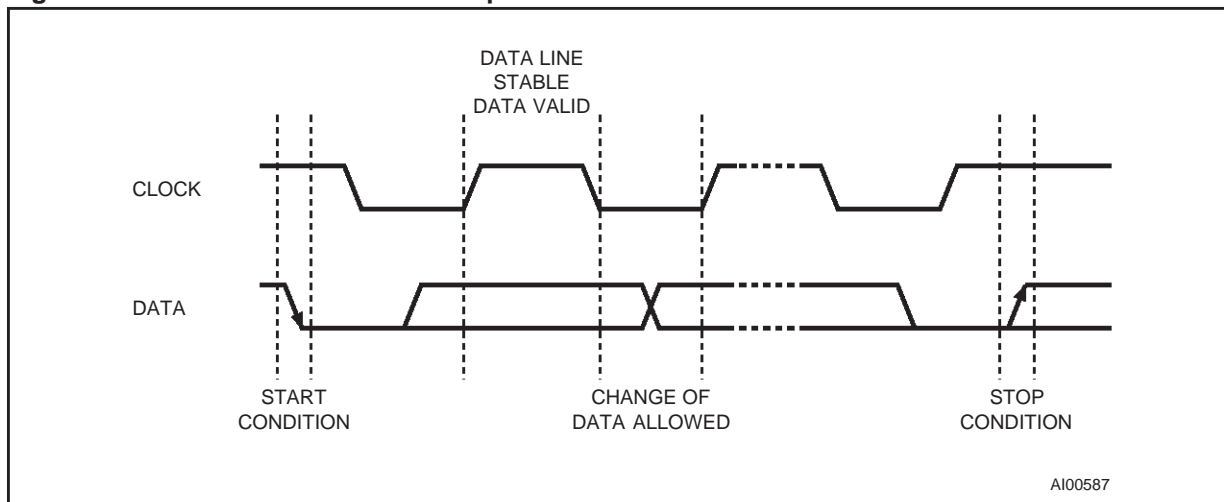 DATA LINE
STABLE
DATA VALID
CLOCK
DATA
START
CONDITION
CHANGE OF
DATA ALLOWED
STOP
CONDITION
AI00587